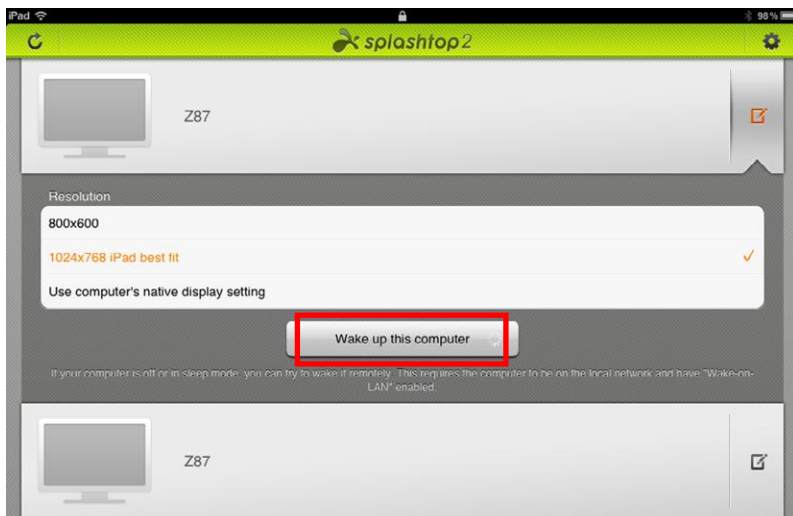 iPad 98%
splashtop2
Z87
Resolution
800x600
1024x768 iPad best fit
Use computer's native display setting
Wake up this computer
If your computer is off or in sleep mode, you can try to wake it remotely. This requires the computer to be on the local network and have "Wake-on-
LAN" enabled.
Z87